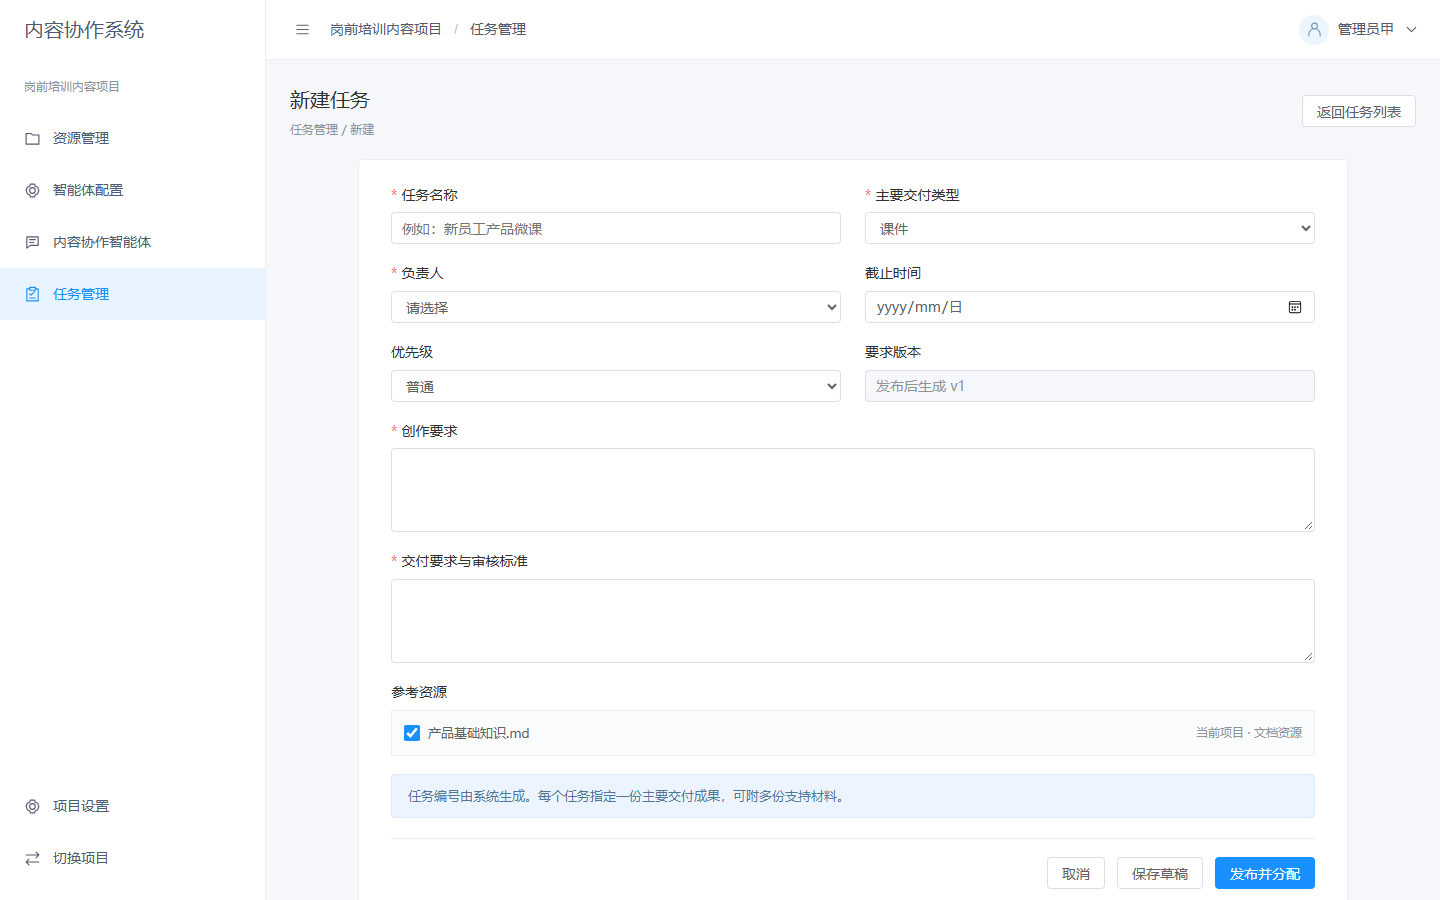 内容协作系统
岗前培训内容项目 / 任务管理
管理员甲
岗前培训内容项目
资源管理
智能体配置
内容协作智能体
任务管理
项目设置
切换项目
新建任务
任务管理 / 新建
返回任务列表
* 任务名称
例如：新员工产品微课
* 主要交付类型
课件
* 负责人
请选择
截止时间
yyyy/mm/日
优先级
普通
要求版本
发布后生成 v1
* 创作要求
* 交付要求与审核标准
参考资源
产品基础知识.md
当前项目 · 文档资源
任务编号由系统生成。每个任务指定一份主要交付成果，可附多份支持材料。
取消
保存草稿
发布并分配